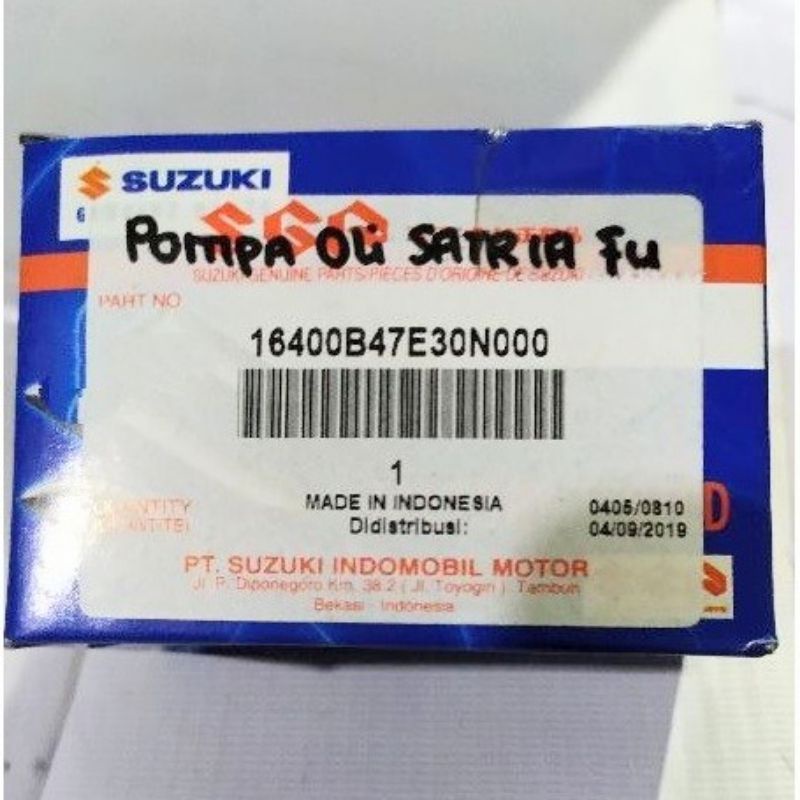 SUZUKI
SGP
POMPA OLI SATRIA FU
SUZUKI GENUINE PARTS/PIECES D'ORIGINE DE SUZUKI
PART NO
16400B47E30N000
1
MADE IN INDONESIA
0405/0810
Didistribusi:
04/09/2019
PT. SUZUKI INDOMOBIL MOTOR
Jl. P. Diponegoro Km. 38.2 ( Jl. Toyogiri ) Tambun
Bekasi - Indonesia